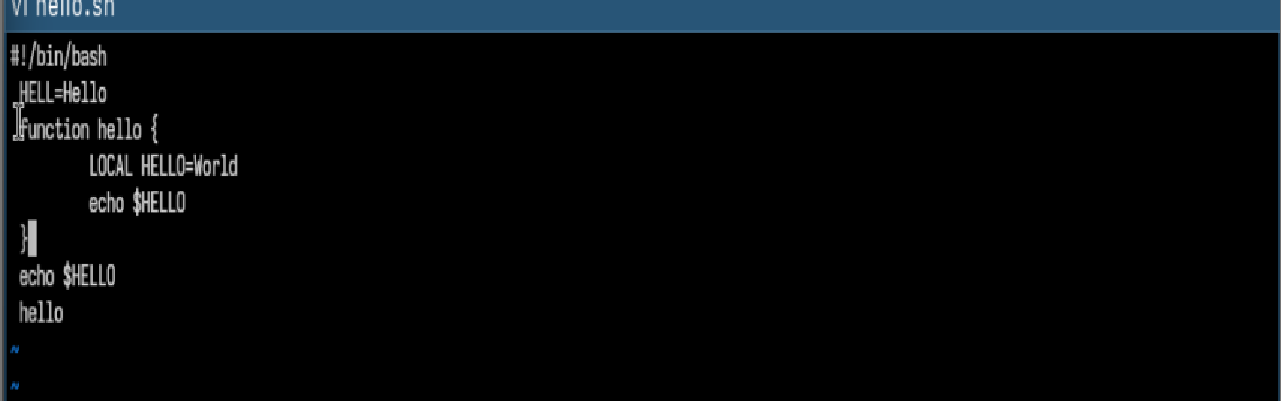 vi hello.sh
#!/bin/bash
HELL=Hello
function hello {
LOCAL HELLO=World
echo $HELLO
}
echo $HELLO
hello
~
~